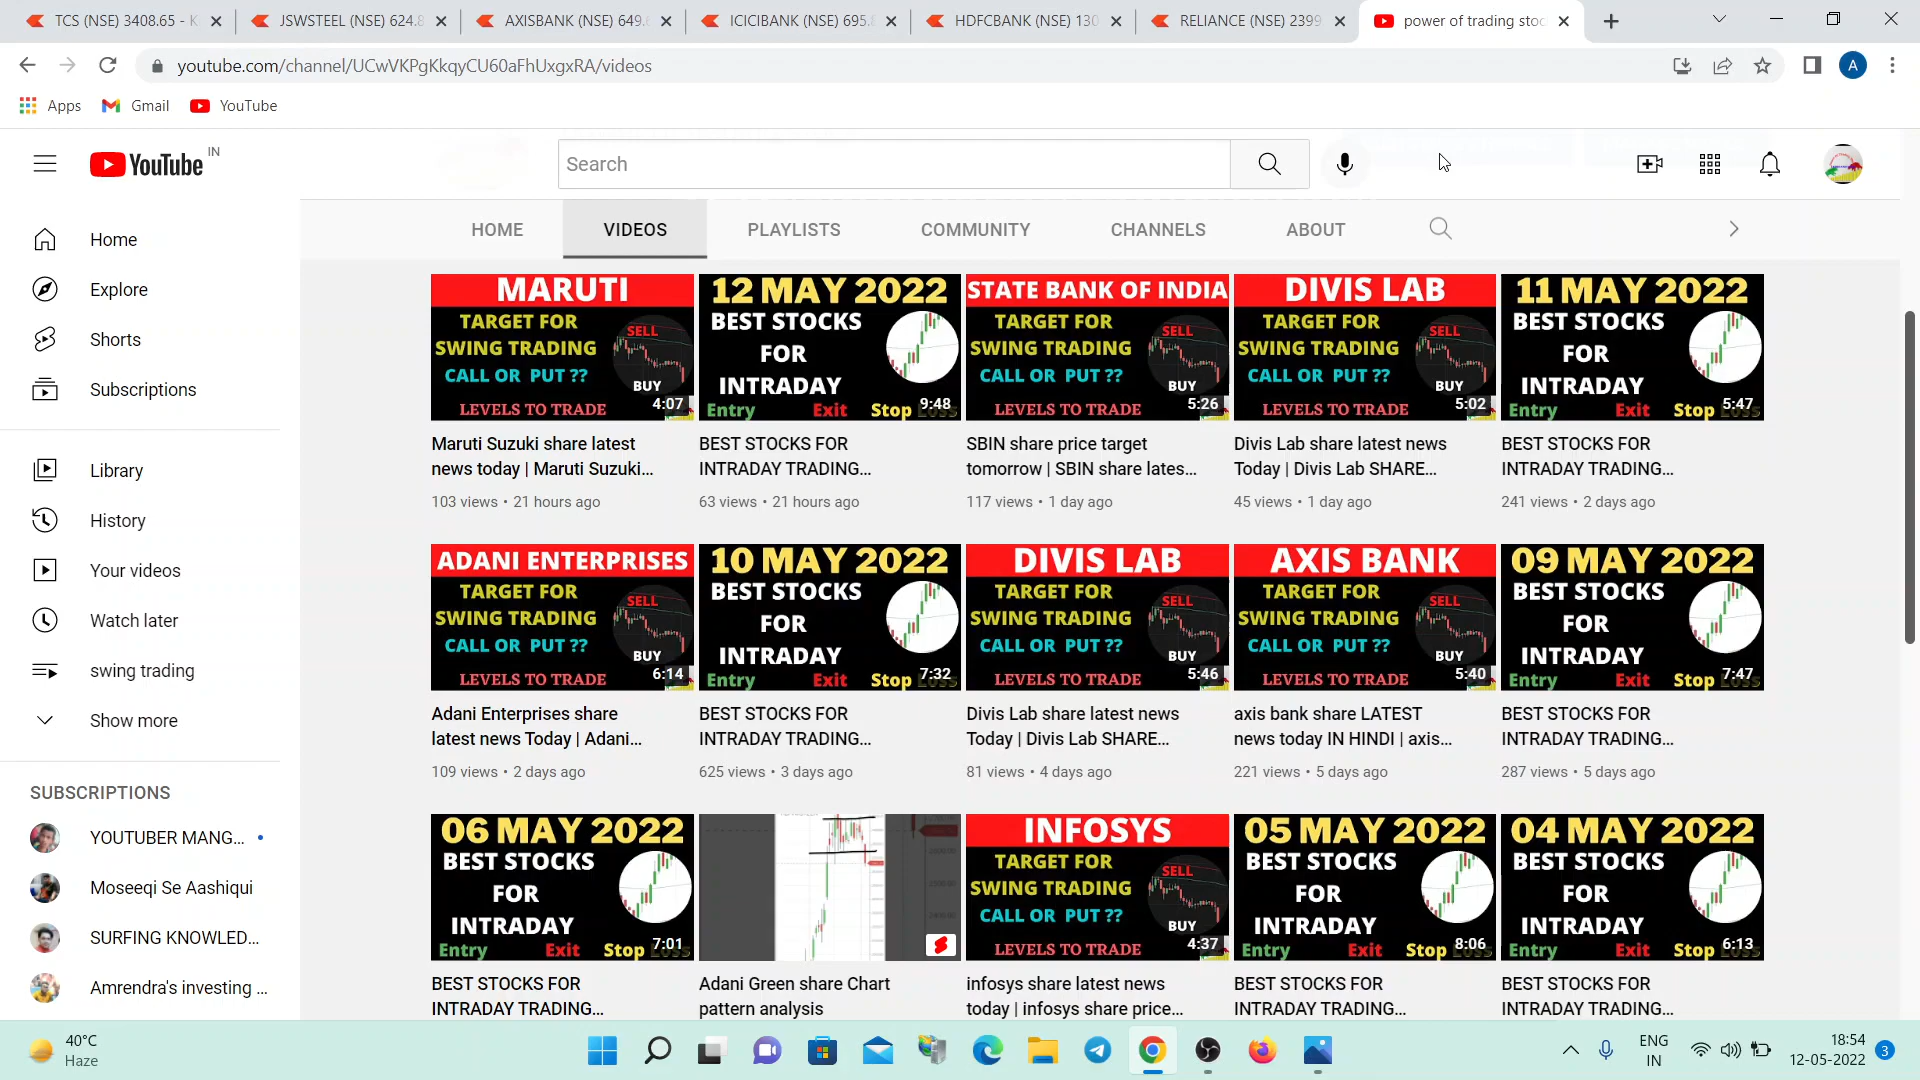 TCS (NSE) 3408.65 - K
JSWSTEEL (NSE) 624.8
AXISBANK (NSE) 649.
ICICIBANK (NSE) 695.
HDFCBANK (NSE) 130
RELIANCE (NSE) 2399
power of trading stoc
youtube.com/channel/UCwVKPgKkqyCU60aFhUxgxRA/videos
A
Apps
Gmail
YouTube
YouTube IN
Search
HOME
VIDEOS
PLAYLISTS
COMMUNITY
CHANNELS
ABOUT
Home
Explore
Shorts
Subscriptions
Library
History
Your videos
Watch later
swing trading
Show more
SUBSCRIPTIONS
YOUTUBER MANG...
Moseeqi Se Aashiqui
SURFING KNOWLED...
Amrendra's investing ...
MARUTI
TARGET FOR
SWING TRADING
CALL OR PUT ??
LEVELS TO TRADE
SELL
BUY
4:07
Maruti Suzuki share latest
news today | Maruti Suzuki...
103 views • 21 hours ago
12 MAY 2022
BEST STOCKS
FOR
INTRADAY
Entry Exit Stop Loss
9:48
BEST STOCKS FOR
INTRADAY TRADING...
63 views • 21 hours ago
STATE BANK OF INDIA
TARGET FOR
SWING TRADING
CALL OR PUT ??
LEVELS TO TRADE
SELL
BUY
5:26
SBIN share price target
tomorrow | SBIN share lates...
117 views • 1 day ago
DIVIS LAB
TARGET FOR
SWING TRADING
CALL OR PUT ??
LEVELS TO TRADE
SELL
BUY
5:02
Divis Lab share latest news
Today | Divis Lab SHARE...
45 views • 1 day ago
11 MAY 2022
BEST STOCKS
FOR
INTRADAY
Entry Exit Stop Loss
5:47
BEST STOCKS FOR
INTRADAY TRADING...
241 views • 2 days ago
ADANI ENTERPRISES
TARGET FOR
SWING TRADING
CALL OR PUT ??
LEVELS TO TRADE
SELL
BUY
6:14
Adani Enterprises share
latest news Today | Adani...
109 views • 2 days ago
10 MAY 2022
BEST STOCKS
FOR
INTRADAY
Entry Exit Stop Loss
7:32
BEST STOCKS FOR
INTRADAY TRADING...
625 views • 3 days ago
DIVIS LAB
TARGET FOR
SWING TRADING
CALL OR PUT ??
LEVELS TO TRADE
SELL
BUY
5:46
Divis Lab share latest news
Today | Divis Lab SHARE...
81 views • 4 days ago
AXIS BANK
TARGET FOR
SWING TRADING
CALL OR PUT ??
LEVELS TO TRADE
SELL
BUY
5:40
axis bank share LATEST
news today IN HINDI | axis...
221 views • 5 days ago
09 MAY 2022
BEST STOCKS
FOR
INTRADAY
Entry Exit Stop Loss
7:47
BEST STOCKS FOR
INTRADAY TRADING...
287 views • 5 days ago
06 MAY 2022
BEST STOCKS
FOR
INTRADAY
Entry Exit Stop Loss
7:01
BEST STOCKS FOR
INTRADAY TRADING...
Adani Green share Chart
pattern analysis
INFOSYS
TARGET FOR
SWING TRADING
CALL OR PUT ??
LEVELS TO TRADE
SELL
BUY
4:37
infosys share latest news
today | infosys share price...
05 MAY 2022
BEST STOCKS
FOR
INTRADAY
Entry Exit Stop Loss
8:06
BEST STOCKS FOR
INTRADAY TRADING...
04 MAY 2022
BEST STOCKS
FOR
INTRADAY
Entry Exit Stop Loss
6:13
BEST STOCKS FOR
INTRADAY TRADING...
40°C
Haze
ENG
IN
18:54
12-05-2022
3